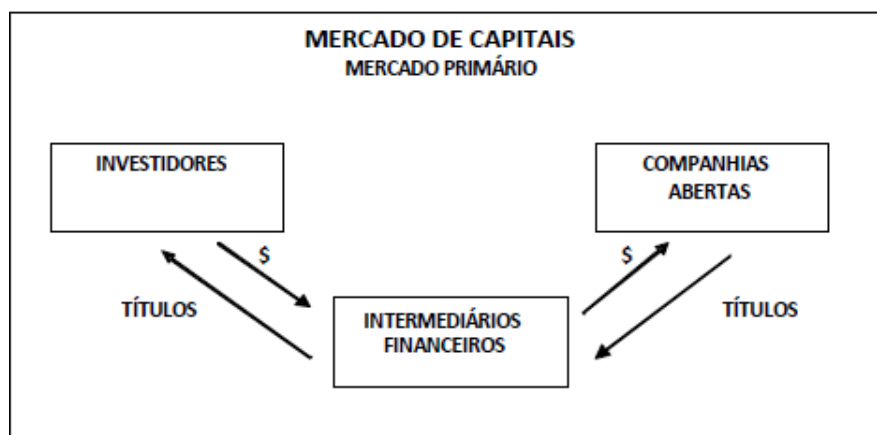 MERCADO DE CAPITAIS
MERCADO PRIMÁRIO
INVESTIDORES
COMPANHIAS
ABERTAS
$
$
TÍTULOS
TÍTULOS
INTERMEDIÁRIOS
FINANCEIROS